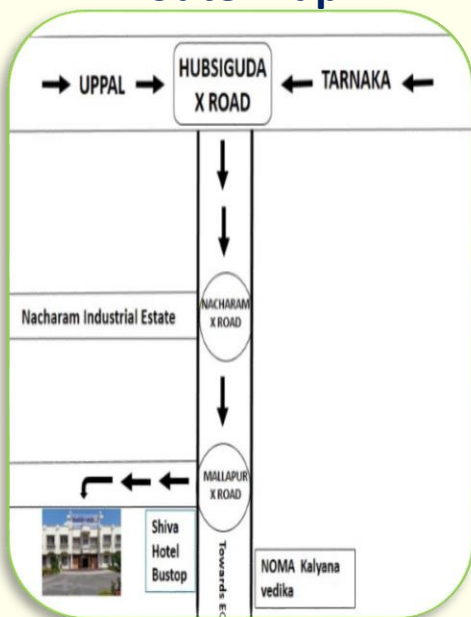 UPPAL
HUBSIGUDA
X ROAD
TARNAKA
Nacharam Industrial Estate
NACHARAM
X ROAD
MALLAPUR
X ROAD
Shiva
Hotel
Bustop
Towards
NOMA Kalyana
vedika